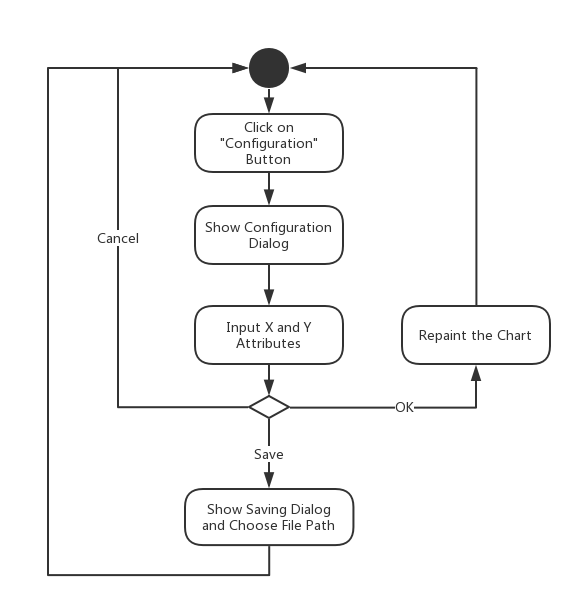 Click on
"Configuration"
Button
Show Configuration
Dialog
Cancel
Input X and Y
Attributes
Repaint the Chart
OK
Save
Show Saving Dialog
and Choose File Path